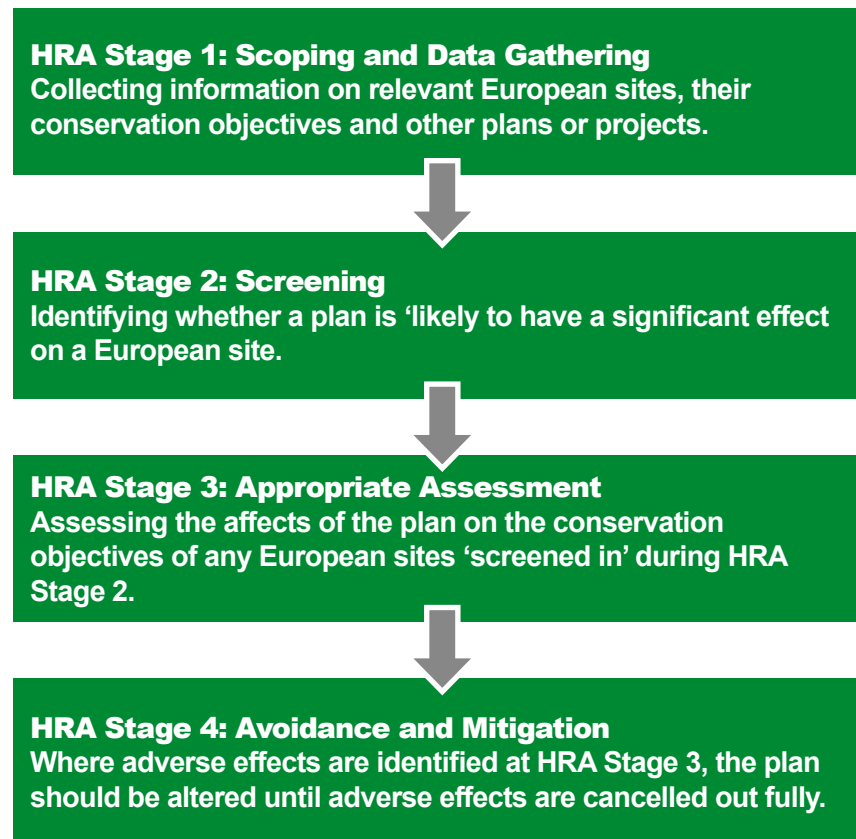 HRA Stage 1: Scoping and Data Gathering
Collecting information on relevant European sites, their
conservation objectives and other plans or projects.
HRA Stage 2: Screening
Identifying whether a plan is ‘likely to have a significant effect
on a European site.
HRA Stage 3: Appropriate Assessment
Assessing the affects of the plan on the conservation
objectives of any European sites ‘screened in’ during HRA
Stage 2.
HRA Stage 4: Avoidance and Mitigation
Where adverse effects are identified at HRA Stage 3, the plan
should be altered until adverse effects are cancelled out fully.